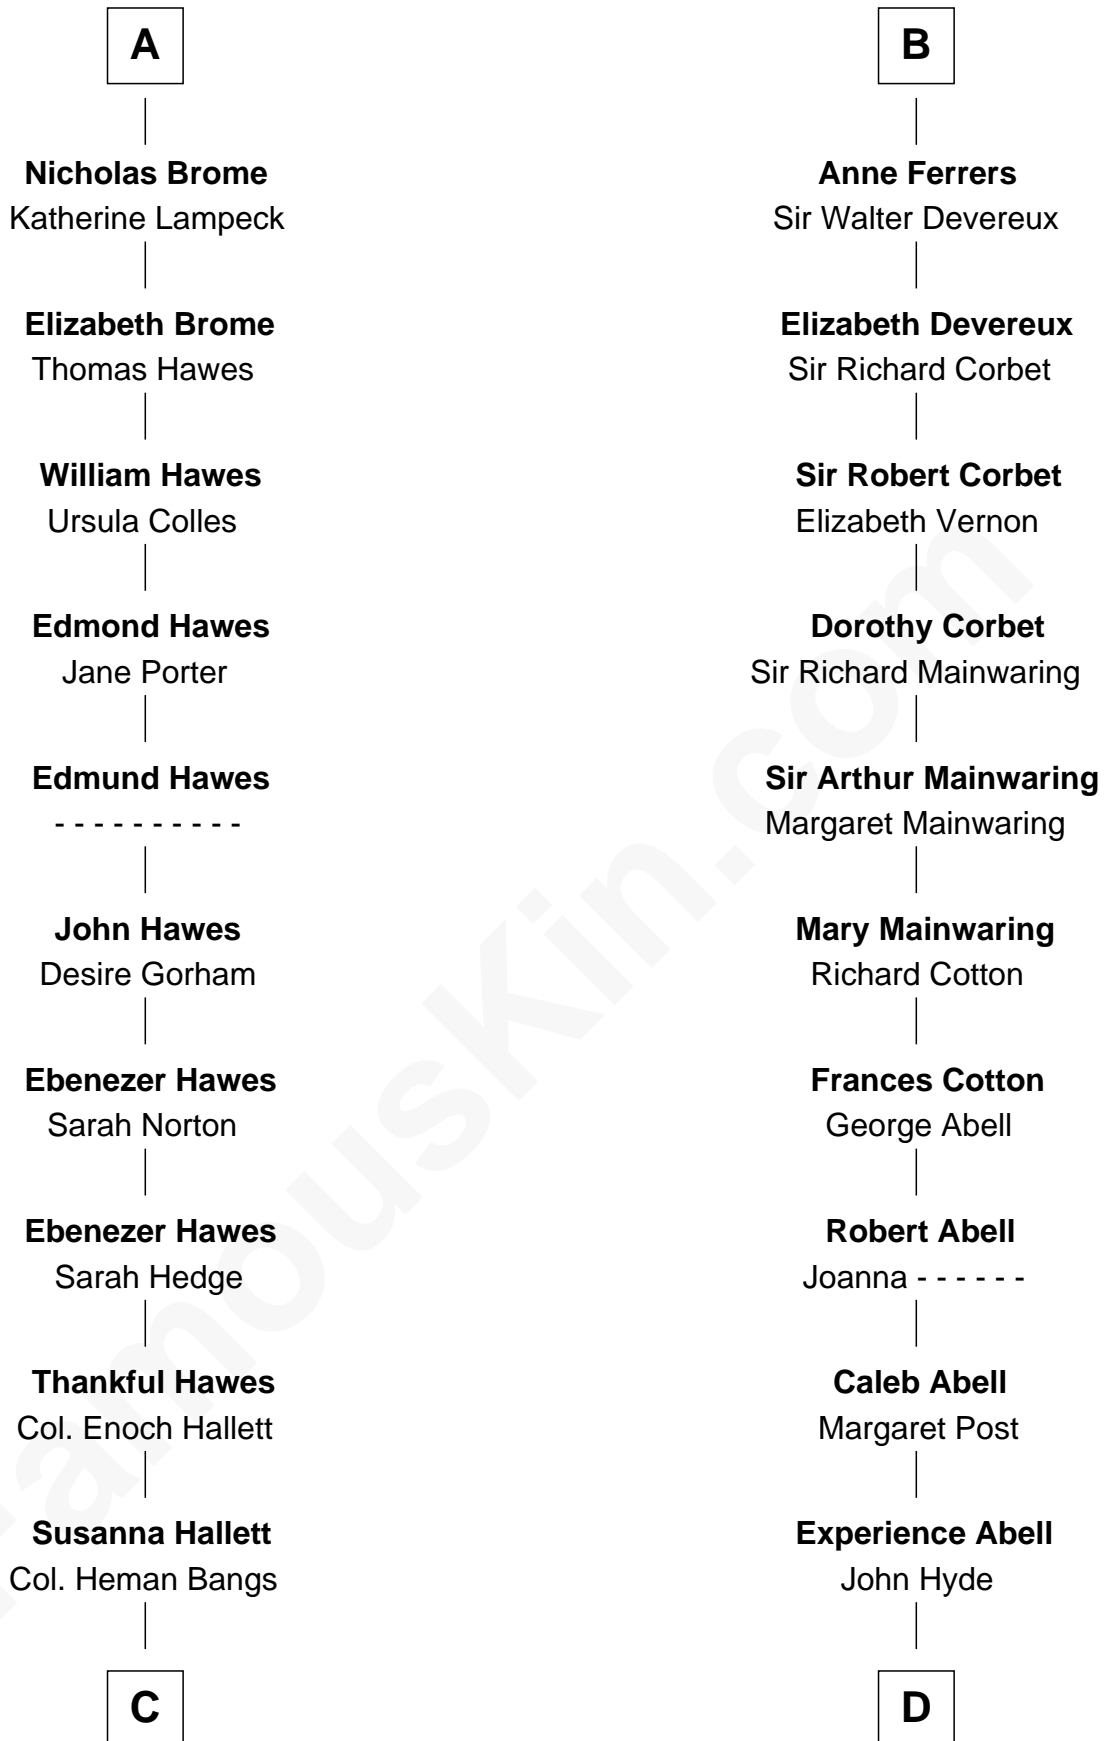 A
Nicholas Brome
Katherine Lampeck
Elizabeth Brome
Thomas Hawes
William Hawes
Ursula Colles
Edmond Hawes
Jane Porter
Edmund Hawes
- - - - - - - - - -
John Hawes
Desire Gorham
Ebenezer Hawes
Sarah Norton
Ebenezer Hawes
Sarah Hedge
Thankful Hawes
Col. Enoch Hallett
Susanna Hallett
Col. Heman Bangs
C
B
Anne Ferrers
Sir Walter Devereux
Elizabeth Devereux
Sir Richard Corbet
Sir Robert Corbet
Elizabeth Vernon
Dorothy Corbet
Sir Richard Mainwaring
Sir Arthur Mainwaring
Margaret Mainwaring
Mary Mainwaring
Richard Cotton
Frances Cotton
George Abell
Robert Abell
Joanna - - - - - -
Caleb Abell
Margaret Post
Experience Abell
John Hyde
D
FamousKin.com